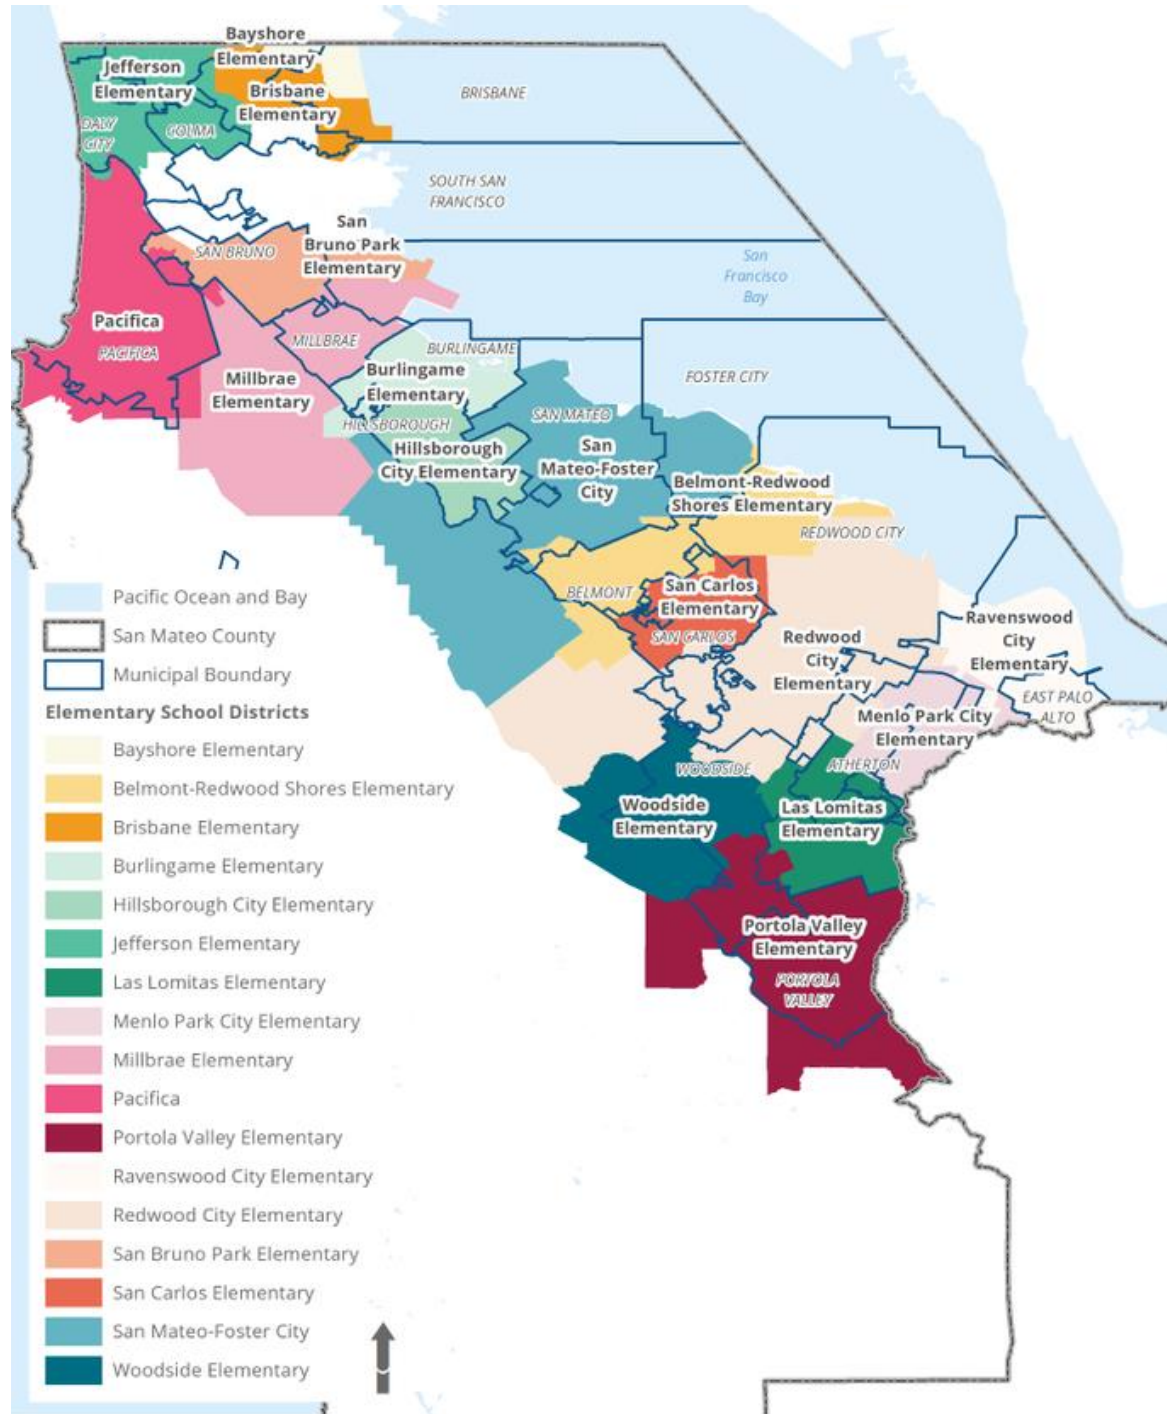 Bayshore
Elementary
Jefferson
Elementary
Brisbane
Elementary
BRISBANE
DALY
CITY
COLMA
SOUTH SAN
FRANCISCO
San
Bruno Park
Elementary
SAN BRUNO
San
Francisco
Bay
Pacifica
PACIFICA
MILLBRAE
BURLINGAME
Millbrae
Elementary
Burlingame
Elementary
FOSTER CITY
HILLSBOROUGH
SAN MATEO
Hillsborough
City Elementary
San
Mateo-Foster
City
Belmont-Redwood
Shores Elementary
REDWOOD CITY
BELMONT
San Carlos
Elementary
SAN CARLOS
Redwood
City
Elementary
Ravenswood
City
Elementary
EAST PALO
ALTO
Menlo Park City
Elementary
WOODSIDE
ATHERTON
Woodside
Elementary
Las Lomitas
Elementary
Portola Valley
Elementary
PORTOLA
VALLEY
Pacific Ocean and Bay
San Mateo County
Municipal Boundary
Elementary School Districts
Bayshore Elementary
Belmont-Redwood Shores Elementary
Brisbane Elementary
Burlingame Elementary
Hillsborough City Elementary
Jefferson Elementary
Las Lomitas Elementary
Menlo Park City Elementary
Millbrae Elementary
Pacifica
Portola Valley Elementary
Ravenswood City Elementary
Redwood City Elementary
San Bruno Park Elementary
San Carlos Elementary
San Mateo-Foster City
Woodside Elementary